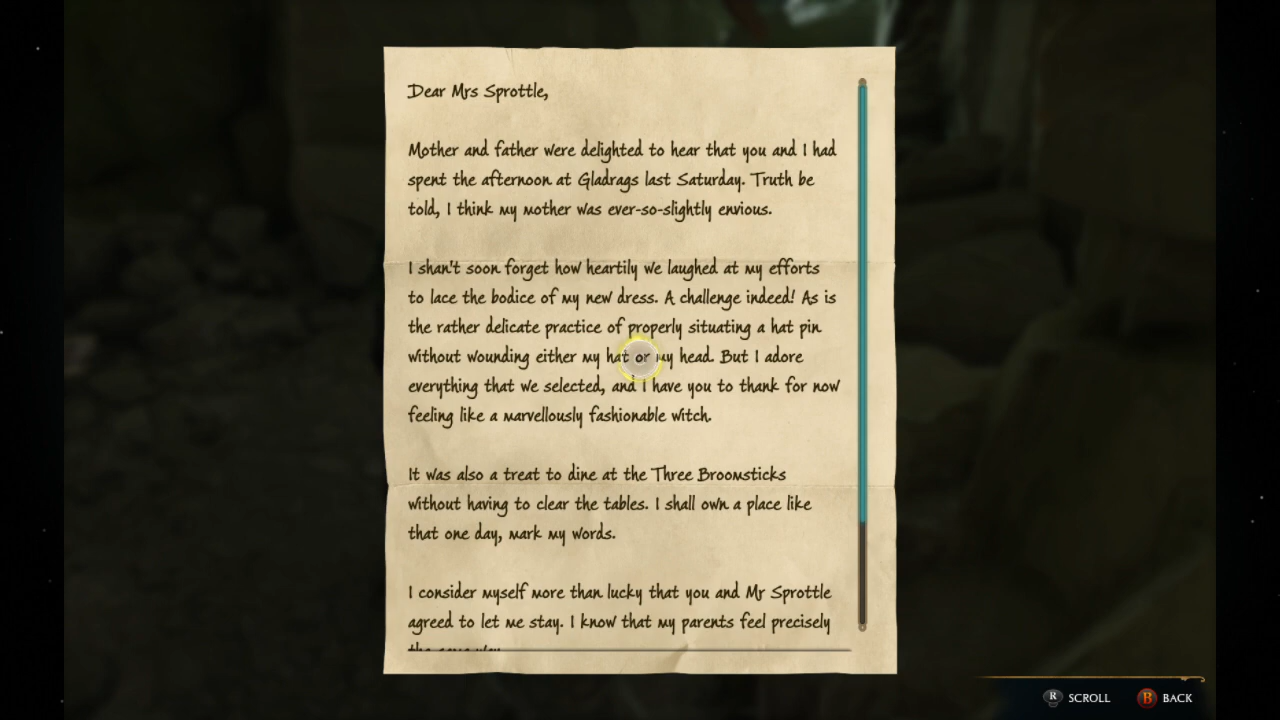 Dear Mrs Sprottle,
Mother and father were delighted to hear that you and I had
spent the afternoon at Gladrags last Saturday. Truth be
told, I think my mother was ever-so-slightly envious.
I shan't soon forget how heartily we laughed at my efforts
to lace the bodice of my new dress. A challenge indeed! As is
the rather delicate practice of properly situating a hat pin
without wounding either my hat or my head. But I adore
everything that we selected, and I have you to thank for now
feeling like a marvellously fashionable witch.
It was also a treat to dine at the Three Broomsticks
without having to clear the tables. I shall own a place like
that one day, mark my words.
I consider myself more than lucky that you and Mr Sprottle
agreed to let me stay. I know that my parents feel precisely
the same way.
R SCROLL
B BACK